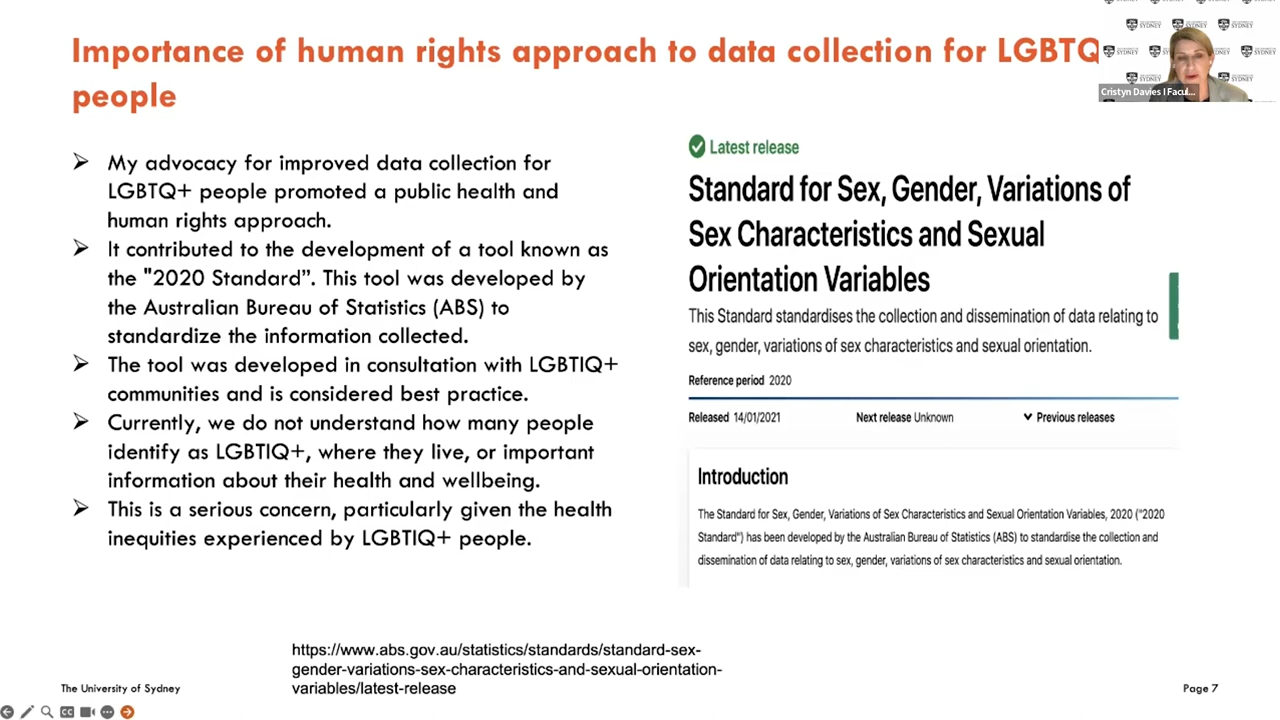 Importance of human rights approach to data collection for LGBTQ
people
SYDNEY
SYDNEY
SYDNEY
SYDNEY
SYDNEY
SYDNEY
SYDNEY
Cristyn Davies I Facul...
My advocacy for improved data collection for
LGBTQ+ people promoted a public health and
human rights approach.
It contributed to the development of a tool known as
the "2020 Standard”. This tool was developed by
the Australian Bureau of Statistics (ABS) to
standardize the information collected.
The tool was developed in consultation with LGBTIQ+
communities and is considered best practice.
Currently, we do not understand how many people
identify as LGBTIQ+, where they live, or important
information about their health and wellbeing.
This is a serious concern, particularly given the health
inequities experienced by LGBTIQ+ people.
Latest release
Standard for Sex, Gender, Variations of
Sex Characteristics and Sexual
Orientation Variables
This Standard standardises the collection and dissemination of data relating to
sex, gender, variations of sex characteristics and sexual orientation.
Reference period 2020
Released 14/01/2021 Next release Unknown Previous releases
Introduction
The Standard for Sex, Gender, Variations of Sex Characteristics and Sexual Orientation Variables, 2020 ("2020
Standard") has been developed by the Australian Bureau of Statistics (ABS) to standardise the collection and
dissemination of data relating to sex, gender, variations of sex characteristics and sexual orientation.
https://www.abs.gov.au/statistics/standards/standard-sex-
gender-variations-sex-characteristics-and-sexual-orientation-
variables/latest-release
The University of Sydney
Page 7
CC